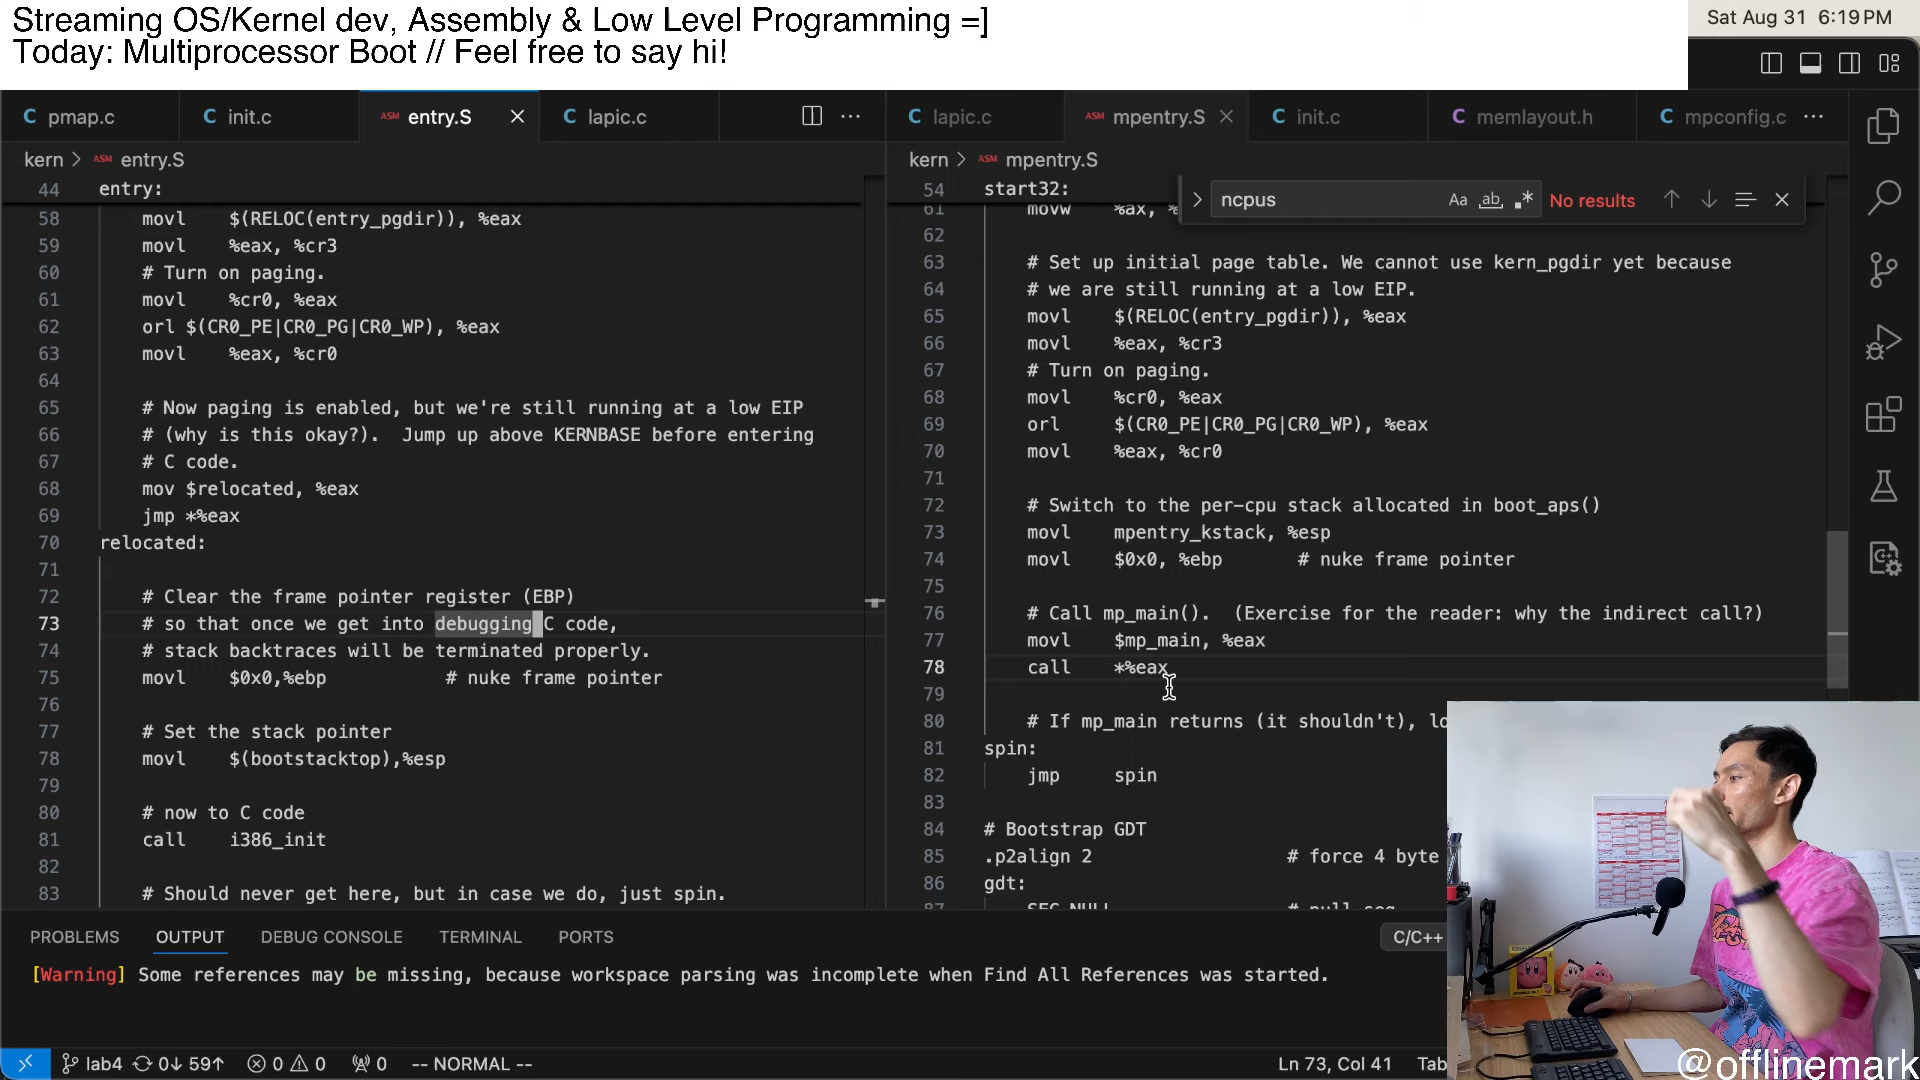 Streaming OS/Kernel dev, Assembly & Low Level Programming =]
Today: Multiprocessor Boot // Feel free to say hi!
Sat Aug 31 6:19 PM
C pmap.c C init.c ASM entry.S C lapic.c
kern > ASM entry.S
44 entry:
58 movl $(RELOC(entry_pgdir)), %eax
59 movl %eax, %cr3
60 # Turn on paging.
61 movl %cr0, %eax
62 orl $(CR0_PE|CR0_PG|CR0_WP), %eax
63 movl %eax, %cr0
64
65 # Now paging is enabled, but we're still running at a low EIP
66 # (why is this okay?).  Jump up above KERNBASE before entering
67 # C code.
68 mov $relocated, %eax
69 jmp *%eax
70 relocated:
71
72 # Clear the frame pointer register (EBP)
73 # so that once we get into debugging C code,
74 # stack backtraces will be terminated properly.
75 movl $0x0,%ebp # nuke frame pointer
76
77 # Set the stack pointer
78 movl $(bootstacktop),%esp
79
80 # now to C code
81 call i386_init
82
83 # Should never get here, but in case we do, just spin.
C lapic.c ASM mpentry.S C init.c C memlayout.h C mpconfig.c
kern > ASM mpentry.S
ncpus Aa ab .* No results
54 start32:
61 movw %ax,
62
63 # Set up initial page table. We cannot use kern_pgdir yet because
64 # we are still running at a low EIP.
65 movl $(RELOC(entry_pgdir)), %eax
66 movl %eax, %cr3
67 # Turn on paging.
68 movl %cr0, %eax
69 orl $(CR0_PE|CR0_PG|CR0_WP), %eax
70 movl %eax, %cr0
71
72 # Switch to the per-cpu stack allocated in boot_aps()
73 movl mpentry_kstack, %esp
74 movl $0x0, %ebp # nuke frame pointer
75
76 # Call mp_main().  (Exercise for the reader: why the indirect call?)
77 movl $mp_main, %eax
78 call *%eax
79
80 # If mp_main returns (it shouldn't), lo
81 spin:
82 jmp spin
83
84 # Bootstrap GDT
85 .p2align 2 # force 4 byte
86 gdt:
87 SEG_NULL # null seg
PROBLEMS OUTPUT DEBUG CONSOLE TERMINAL PORTS C/C++
[Warning] Some references may be missing, because workspace parsing was incomplete when Find All References was started.
lab4 0↓ 59↑ 0 0 0 -- NORMAL -- Ln 73, Col 41 Tab
@offlinemark